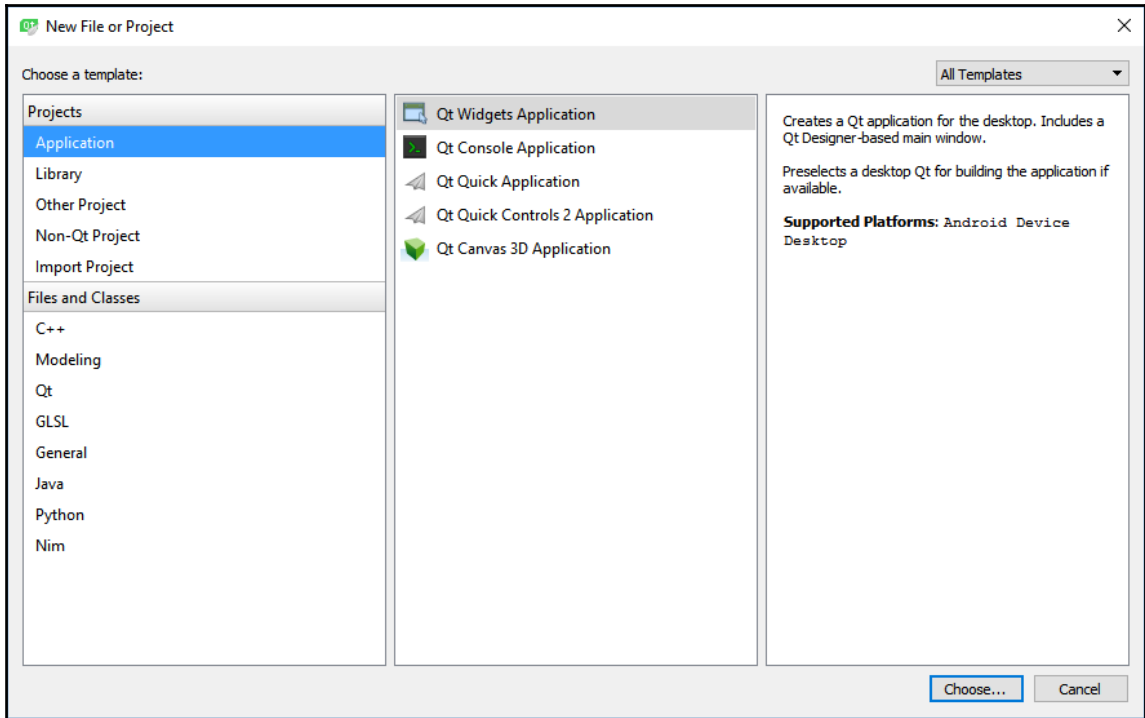 New File or Project
Choose a template:
All Templates
Projects
Application
Library
Other Project
Non-Qt Project
Import Project
Files and Classes
C++
Modeling
Qt
GLSL
General
Java
Python
Nim
Qt Widgets Application
Qt Console Application
Qt Quick Application
Qt Quick Controls 2 Application
Qt Canvas 3D Application
Creates a Qt application for the desktop. Includes a
Qt Designer-based main window.
Preselects a desktop Qt for building the application if
available.
Supported Platforms: Android Device
Desktop
Choose...
Cancel